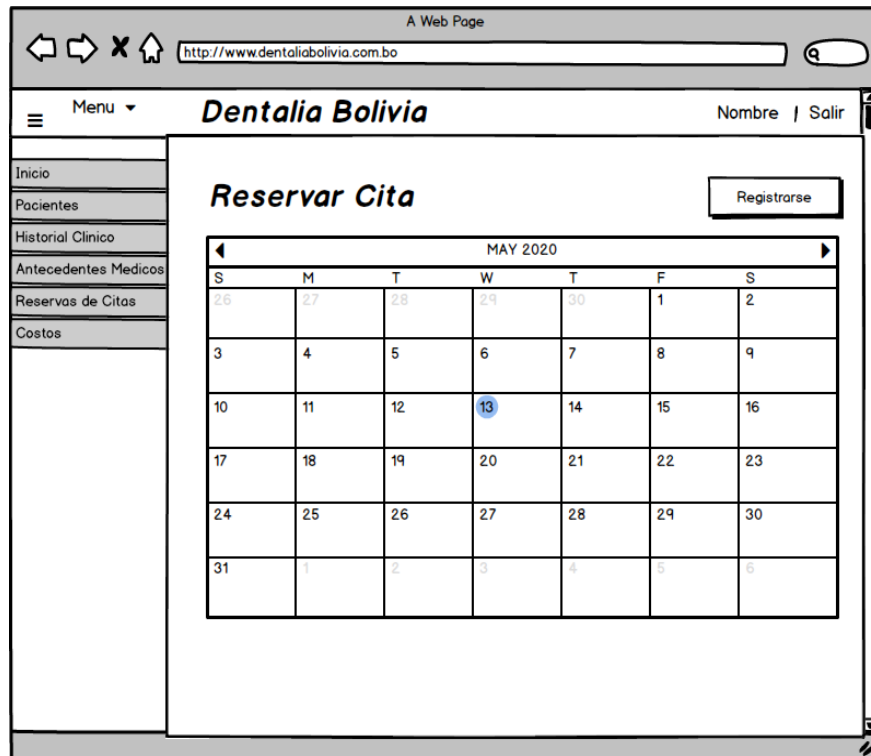 A Web Page
http://www.dentaliabolivia.com.bo
Menu
Dentalia Bolivia
Nombre | Salir
Inicio
Pacientes
Historial Clinico
Antecedentes Medicos
Reservas de Citas
Costos
Reservar Cita
Registrarse
MAY 2020
S M T W T F S
26 27 28 29 30 1 2
3 4 5 6 7 8 9
10 11 12 13 14 15 16
17 18 19 20 21 22 23
24 25 26 27 28 29 30
31 1 2 3 4 5 6